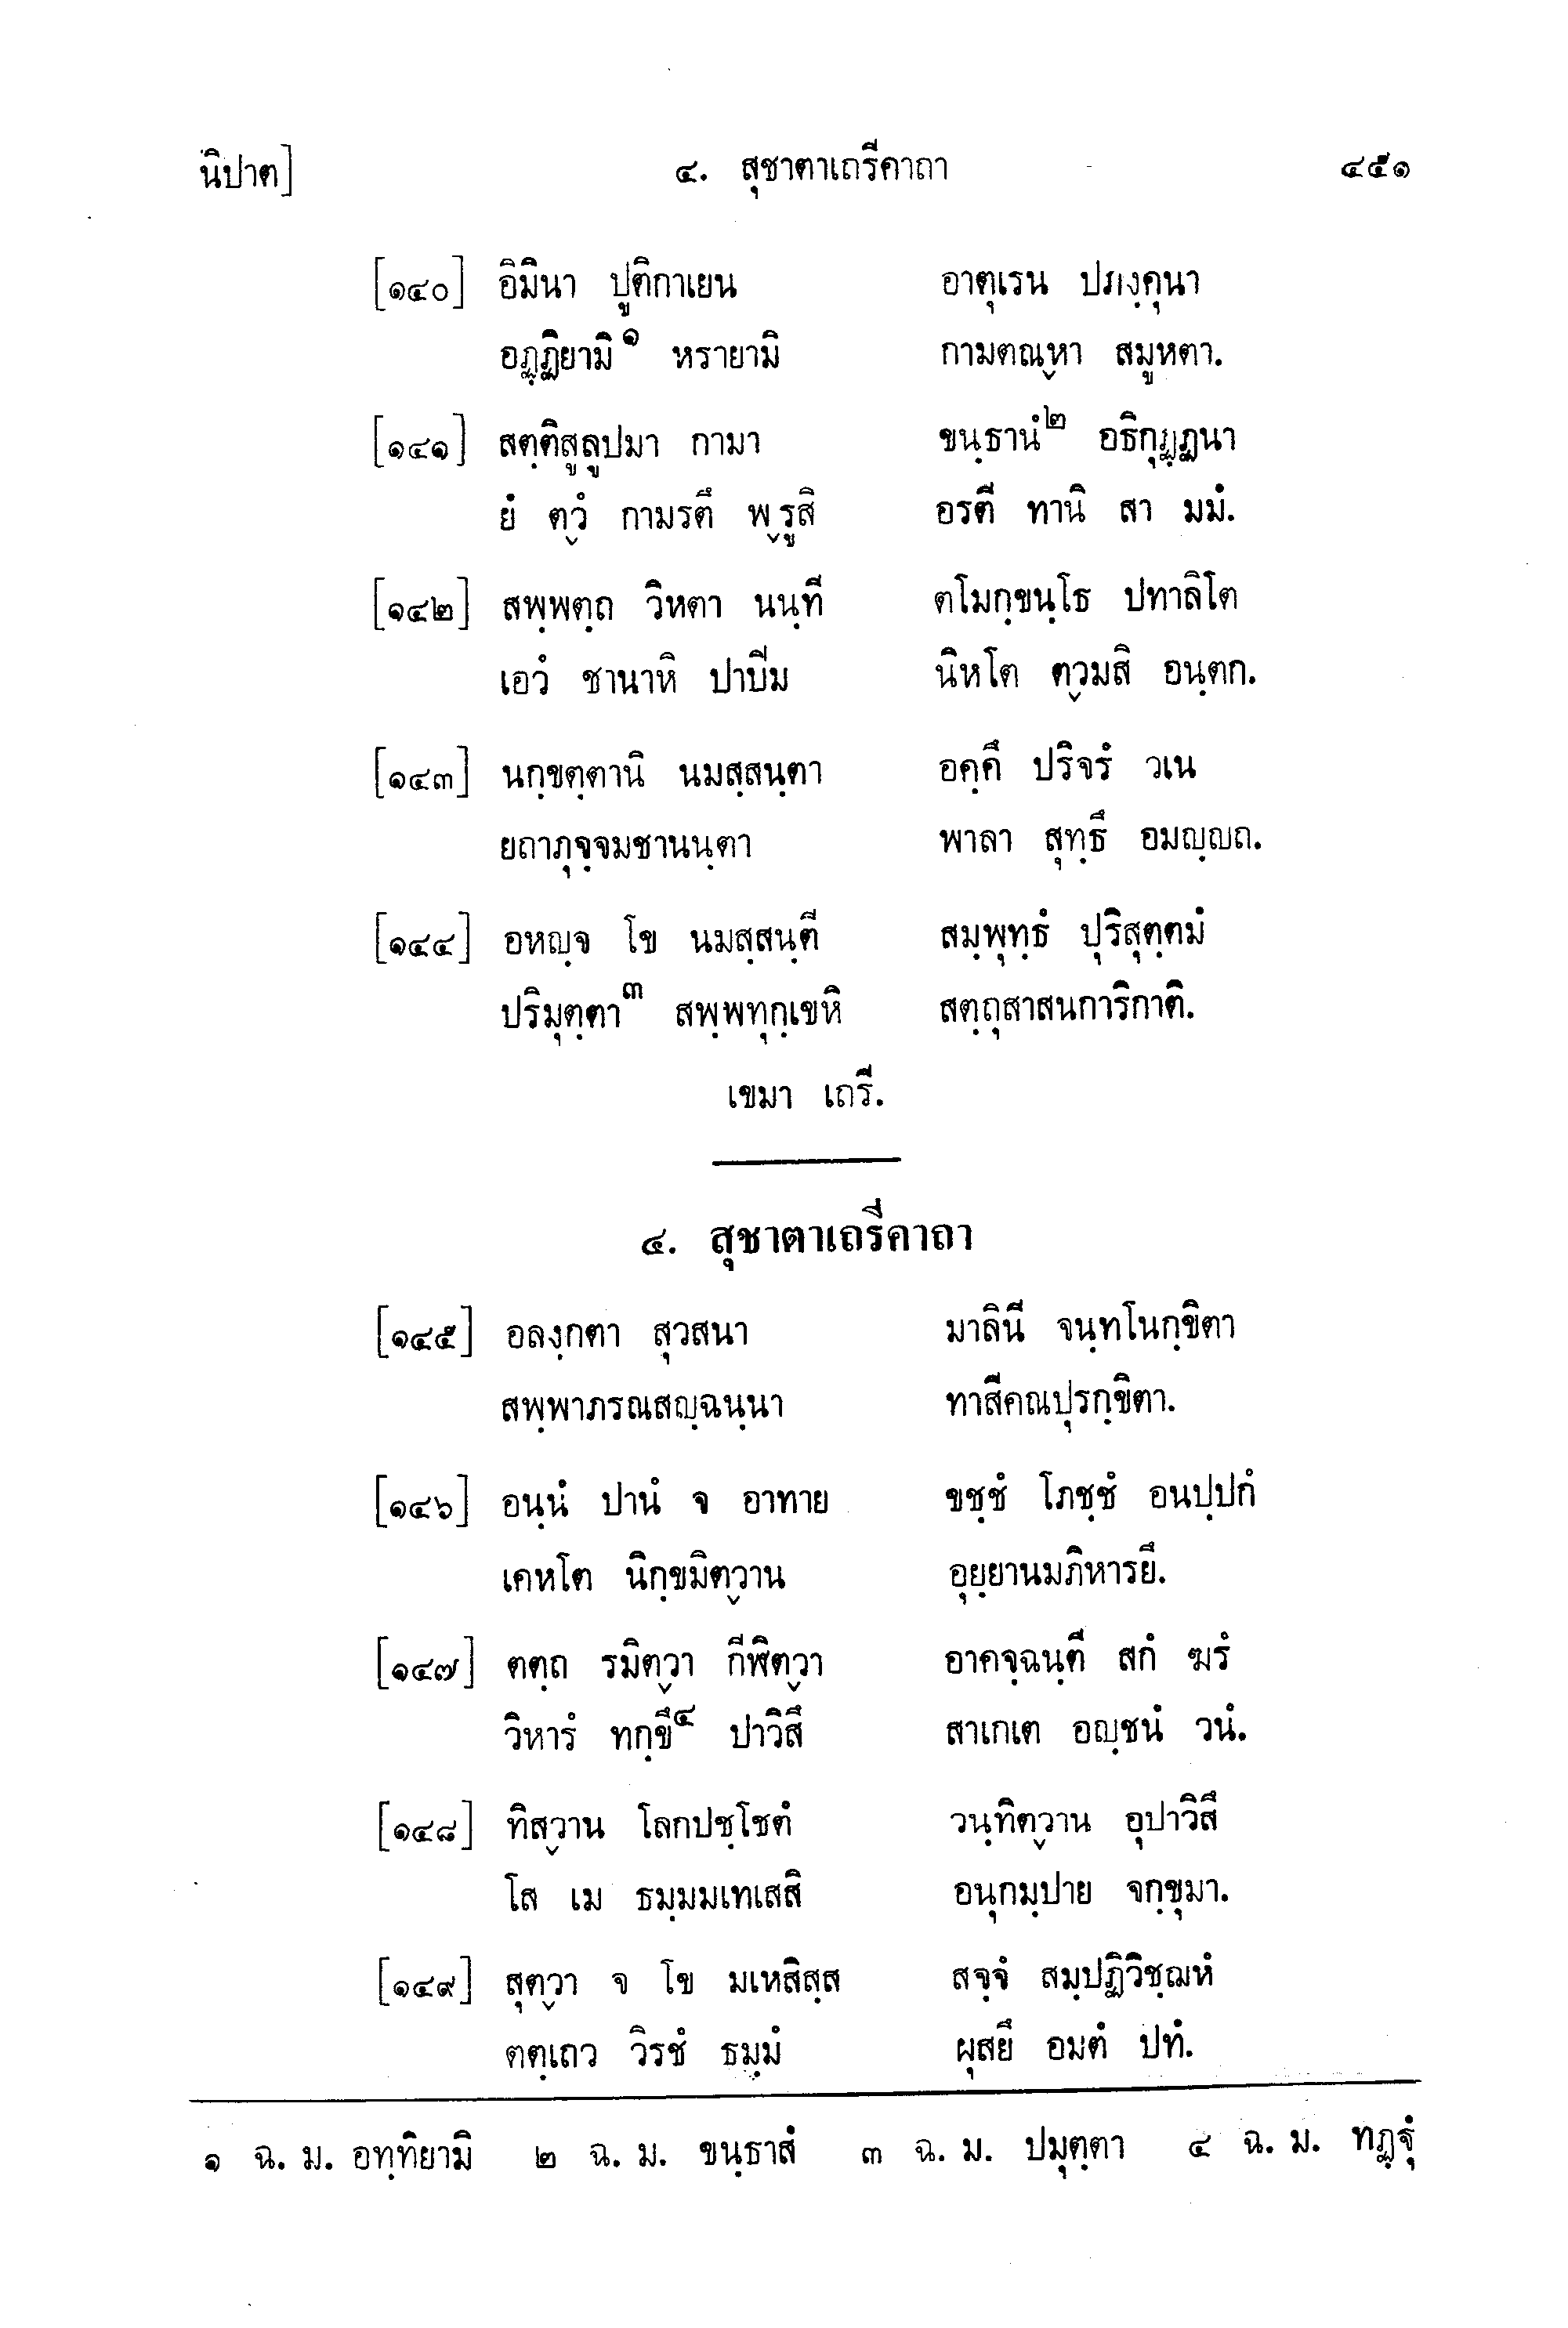 นิปาต] ๔. สุชาตาเถรีคาถา ๔๕๑
[๑๔๐] อิมินา ปูติกาเยน อาตุเรน ปภงฺคุนา
อฏฺฏิยามิ๑ หรายามิ กามตณฺหา สมูหตา.
[๑๔๑] สตฺติสูลูปมา กามา ขนฺธานํ๒ อธิกุฏฺฏนา
ยํ ตฺวํ กามรตึ พฺรูสิ อรตี ทานิ สา มมํ.
[๑๔๒] สพฺพตฺถ วิหตา นนฺที ตโมกฺขนฺโธ ปทาลิโต
เอวํ ชานาหิ ปาปิม นิหโต ตฺวมสิ อนฺตก.
[๑๔๓] นกฺขตฺตานิ นมสฺสนฺตา อคฺคึ ปริจรํ วเน
ยถาภุจฺจมชานนฺตา พาลา สุทฺธึ อมญฺญถ.
[๑๔๔] อหญฺจ โข นมสฺสนฺตี สมฺพุทฺธํ ปุริสุตฺตมํ
ปริมุตฺตา๓ สพฺพทุกฺเขหิ สตฺถุสาสนการิกาติ.
เขมา เถรี.
๔. สุชาตาเถรีคาถา
[๑๔๕] อลงฺกตา สุวสนา มาลินี จนฺทโนกฺขิตา
สพฺพาภรณสญฺฉนฺนา ทาสีคณปุรกฺขิตา.
[๑๔๖] อนฺนํ ปานํ จ อาทาย ขชฺชํ โภชฺชํ อนปฺปกํ
เคหโต นิกฺขมิตฺวาน อุยฺยานมภิหารยึ.
[๑๔๗] ตตฺถ รมิตฺวา กีฬิตฺวา อาคจฺฉนฺตี สกํ ฆรํ
วิหารํ ทกฺขึ๔ ปาวิสึ สาเกเต อญฺชนํ วนํ.
[๑๔๘] ทิสฺวาน โลกปชฺโชตํ วนฺทิตฺวาน อุปาวิสึ
โส เม ธมฺมมเทเสสิ อนุกมฺปาย จกฺขุมา.
[๑๔๙] สุตฺวา จ โข มเหสิสฺส สจฺจํ สมฺปฏิวิชฺฌหํ
ตตฺเถว วิรชํ ธมฺมํ ผุสยึ อมตํ ปทํ.
๑ ฉ. ม. อทฺทิยามิ ๒ ฉ. ม. ขนฺธาสํ ๓ ฉ. ม. ปมุตฺตา ๔ ฉ. ม. ทฏฺฐุํ